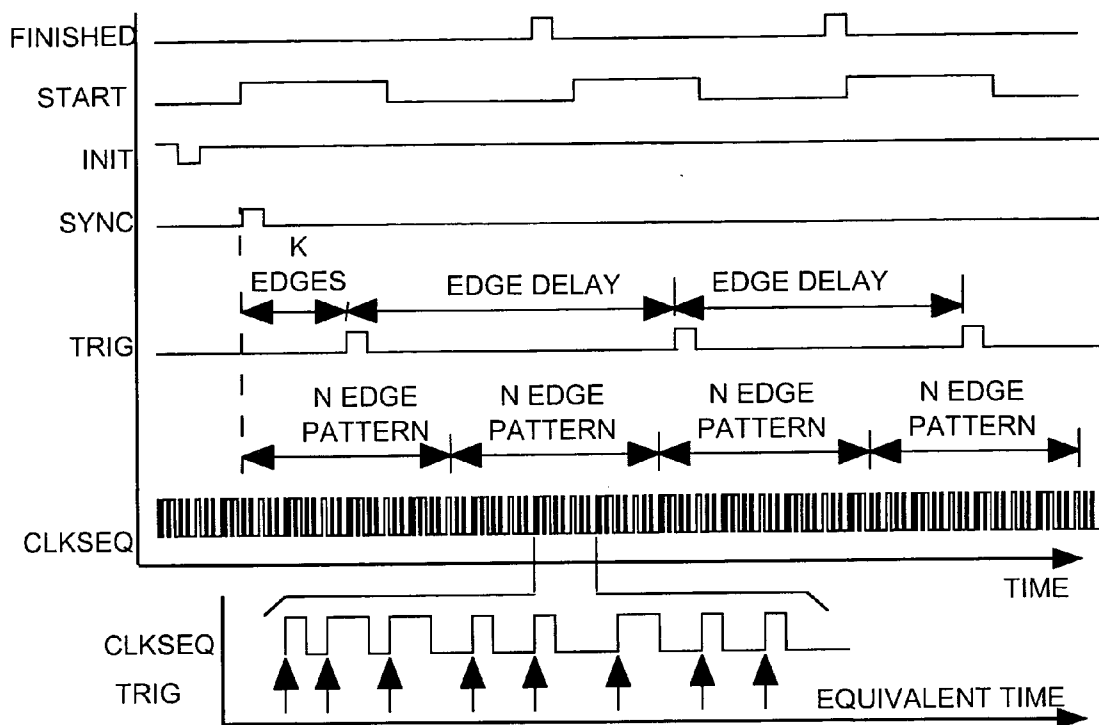 FINISHED
START
INIT
SYNC
K
EDGES
EDGE DELAY
EDGE DELAY
TRIG
N EDGE
PATTERN
N EDGE
PATTERN
N EDGE
PATTERN
N EDGE
PATTERN
CLKSEQ
TIME
CLKSEQ
TRIG
EQUIVALENT TIME